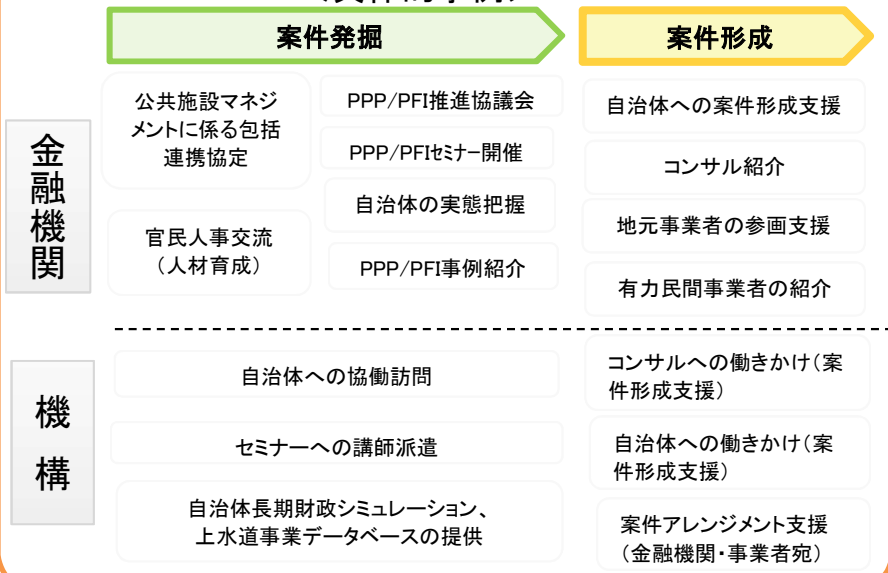 案件発掘
案件形成
金融機関
公共施設マネジ
メントに係る包括
連携協定
官民人事交流
（人材育成）
PPP/PFI推進協議会
PPP/PFIｾﾐﾅｰ開催
自治体の実態把握
PPP/PFI事例紹介
自治体への案件形成支援
コンサル紹介
地元事業者の参画支援
有力民間事業者の紹介
機構
自治体への協働訪問
セミナーへの講師派遣
自治体長期財政シミュレーション、
上水道事業データベースの提供
コンサルへの働きかけ（案
件形成支援）
自治体への働きかけ（案
件形成支援）
案件アレンジメント支援
（金融機関・事業者宛）